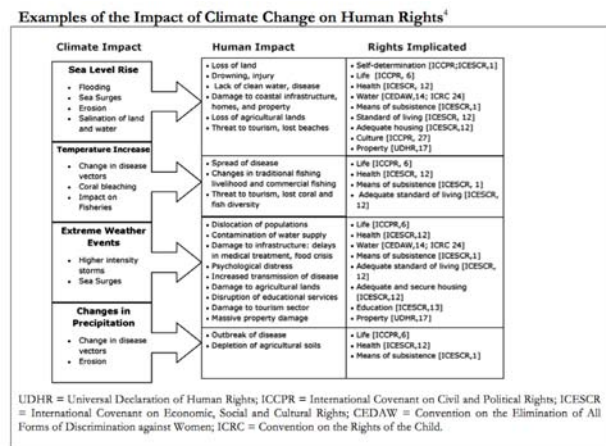 Examples of the Impact of Climate Change on Human Rights⁴
Climate Impact
Human Impact
Rights Implicated
Sea Level Rise
• Flooding
• Sea Surges
• Erosion
• Salination of land
and water
• Loss of land
• Drowning, injury
• Lack of clean water, disease
• Damage to coastal infrastructure,
homes, and property
• Loss of agricultural lands
• Threat to tourism, lost beaches
• Self-determination [ICCPR;ICESCR,1]
• Life [ICCPR, 6]
• Health [ICESCR, 12]
• Water [CEDAW,14; ICRC 24]
• Means of subsistence [ICESCR,1]
• Standard of living [ICESCR, 12]
• Adequate housing [ICESCR,12]
• Culture [ICCPR, 27]
• Property [UDHR,17]
Temperature Increase
• Change in disease
vectors
• Coral bleaching
• Impact on
Fisheries
• Spread of disease
• Changes in traditional fishing
livelihood and commercial fishing
• Threat to tourism, lost coral and
fish diversity
• Life [ICCPR, 6]
• Health [ICESCR, 12]
• Means of subsistence [ICESCR, 1]
• Adequate standard of living [ICESCR,
12]
Extreme Weather
Events
• Higher intensity
storms
• Sea Surges
• Dislocation of populations
• Contamination of water supply
• Damage to infrastructure: delays
in medical treatment, food crisis
• Psychological distress
• Increased transmission of disease
• Damage to agricultural lands
• Disruption of educational services
• Damage to tourism sector
• Massive property damage
• Life [ICCPR,6]
• Health [ICESCR,12]
• Water [CEDAW,14; ICRC 24]
• Means of subsistence [ICESCR,1]
• Adequate standard of living [ICESCR,
12]
• Adequate and secure housing
[ICESCR,12]
• Education [ICESCR,13]
• Property [UDHR,17]
Changes in
Precipitation
• Change in disease
vectors
• Erosion
• Outbreak of disease
• Depletion of agricultural soils
• Life [ICCPR,6]
• Health [ICESCR,12]
• Means of subsistence [ICESCR,1]
UDHR = Universal Declaration of Human Rights; ICCPR = International Covenant on Civil and Political Rights; ICESCR
= International Covenant on Economic, Social and Cultural Rights; CEDAW = Convention on the Elimination of All
Forms of Discrimination against Women; ICRC = Convention on the Rights of the Child.